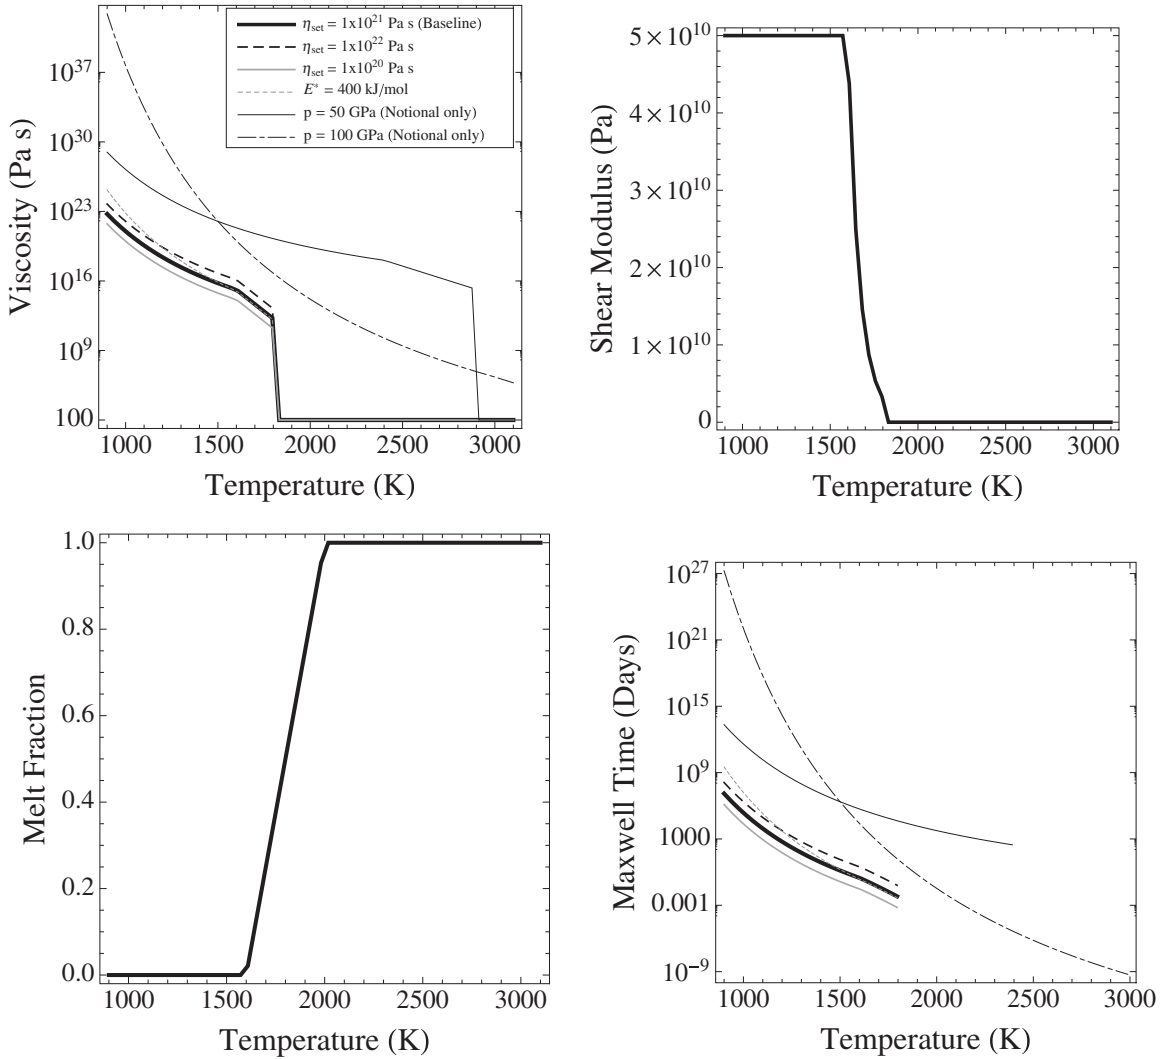 η_set = 1x10^21 Pa s (Baseline)
η_set = 1x10^22 Pa s
η_set = 1x10^20 Pa s
E* = 400 kJ/mol
p = 50 GPa (Notional only)
p = 100 GPa (Notional only)
Viscosity (Pa s)
10^37
10^30
10^23
10^16
10^9
100
1000 1500 2000 2500 3000
Temperature (K)
Shear Modulus (Pa)
5 × 10^10
4 × 10^10
3 × 10^10
2 × 10^10
1 × 10^10
0
1000 1500 2000 2500 3000
Temperature (K)
Melt Fraction
1.0
0.8
0.6
0.4
0.2
0.0
1000 1500 2000 2500 3000
Temperature (K)
Maxwell Time (Days)
10^27
10^21
10^15
10^9
1000
0.001
10^−9
1000 1500 2000 2500 3000
Temperature (K)